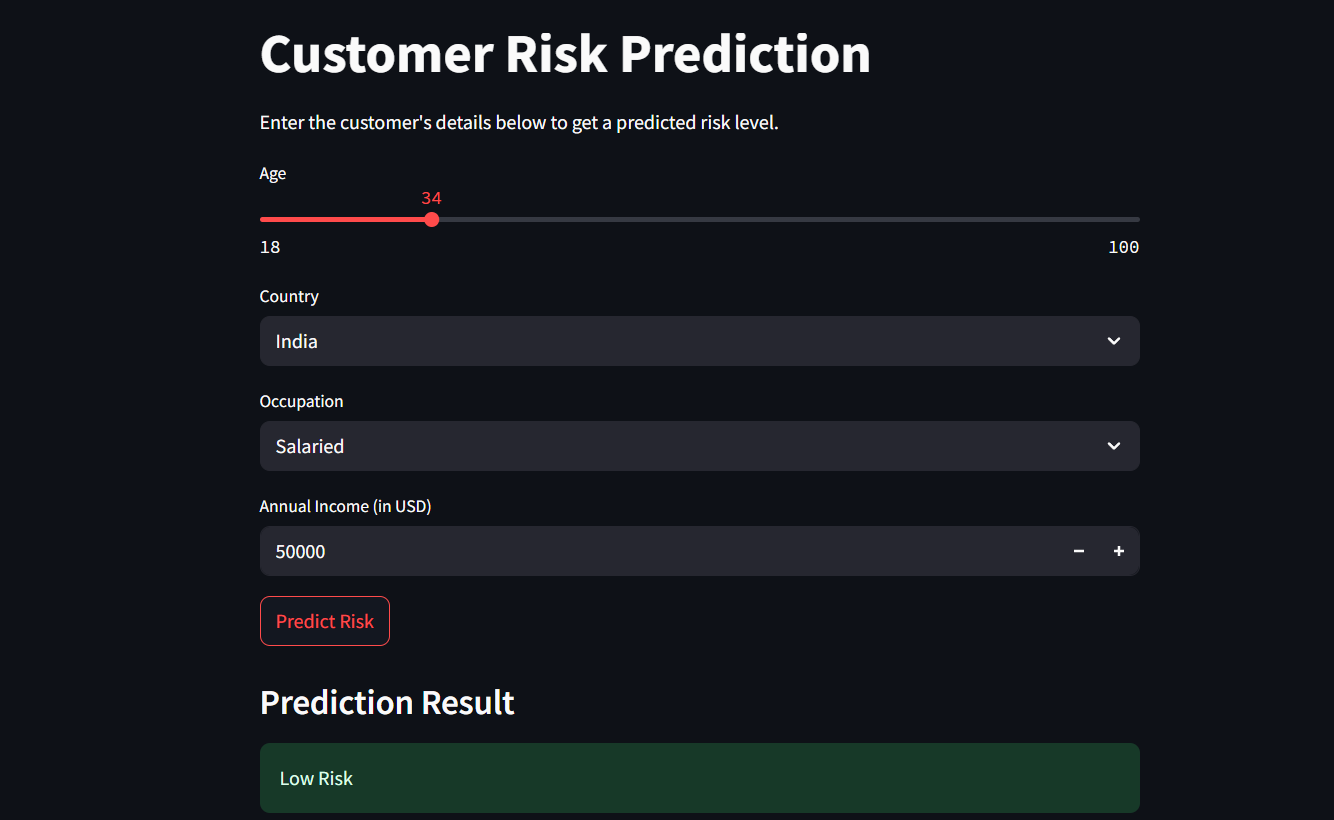 Customer Risk Prediction
Enter the customer's details below to get a predicted risk level.
Age
34
18 100
Country
India
Occupation
Salaried
Annual Income (in USD)
50000 − +
Predict Risk
Prediction Result
Low Risk